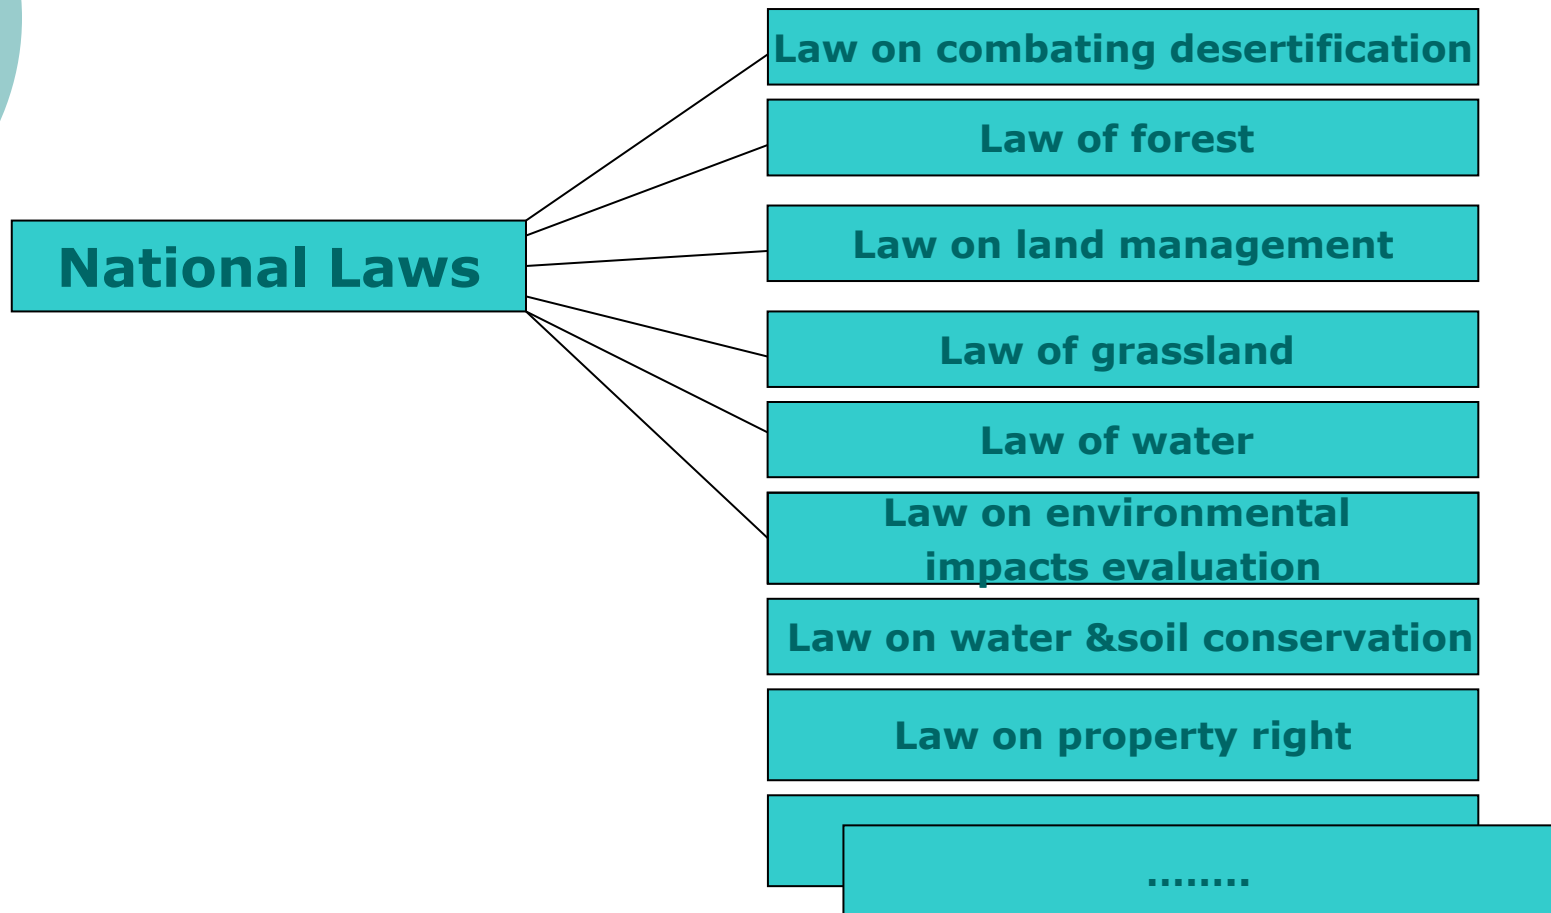 Law on combating desertification
Law of forest
National Laws
Law on land management
Law of grassland
Law of water
Law on environmental
impacts evaluation
Law on water &soil conservation
Law on property right
........